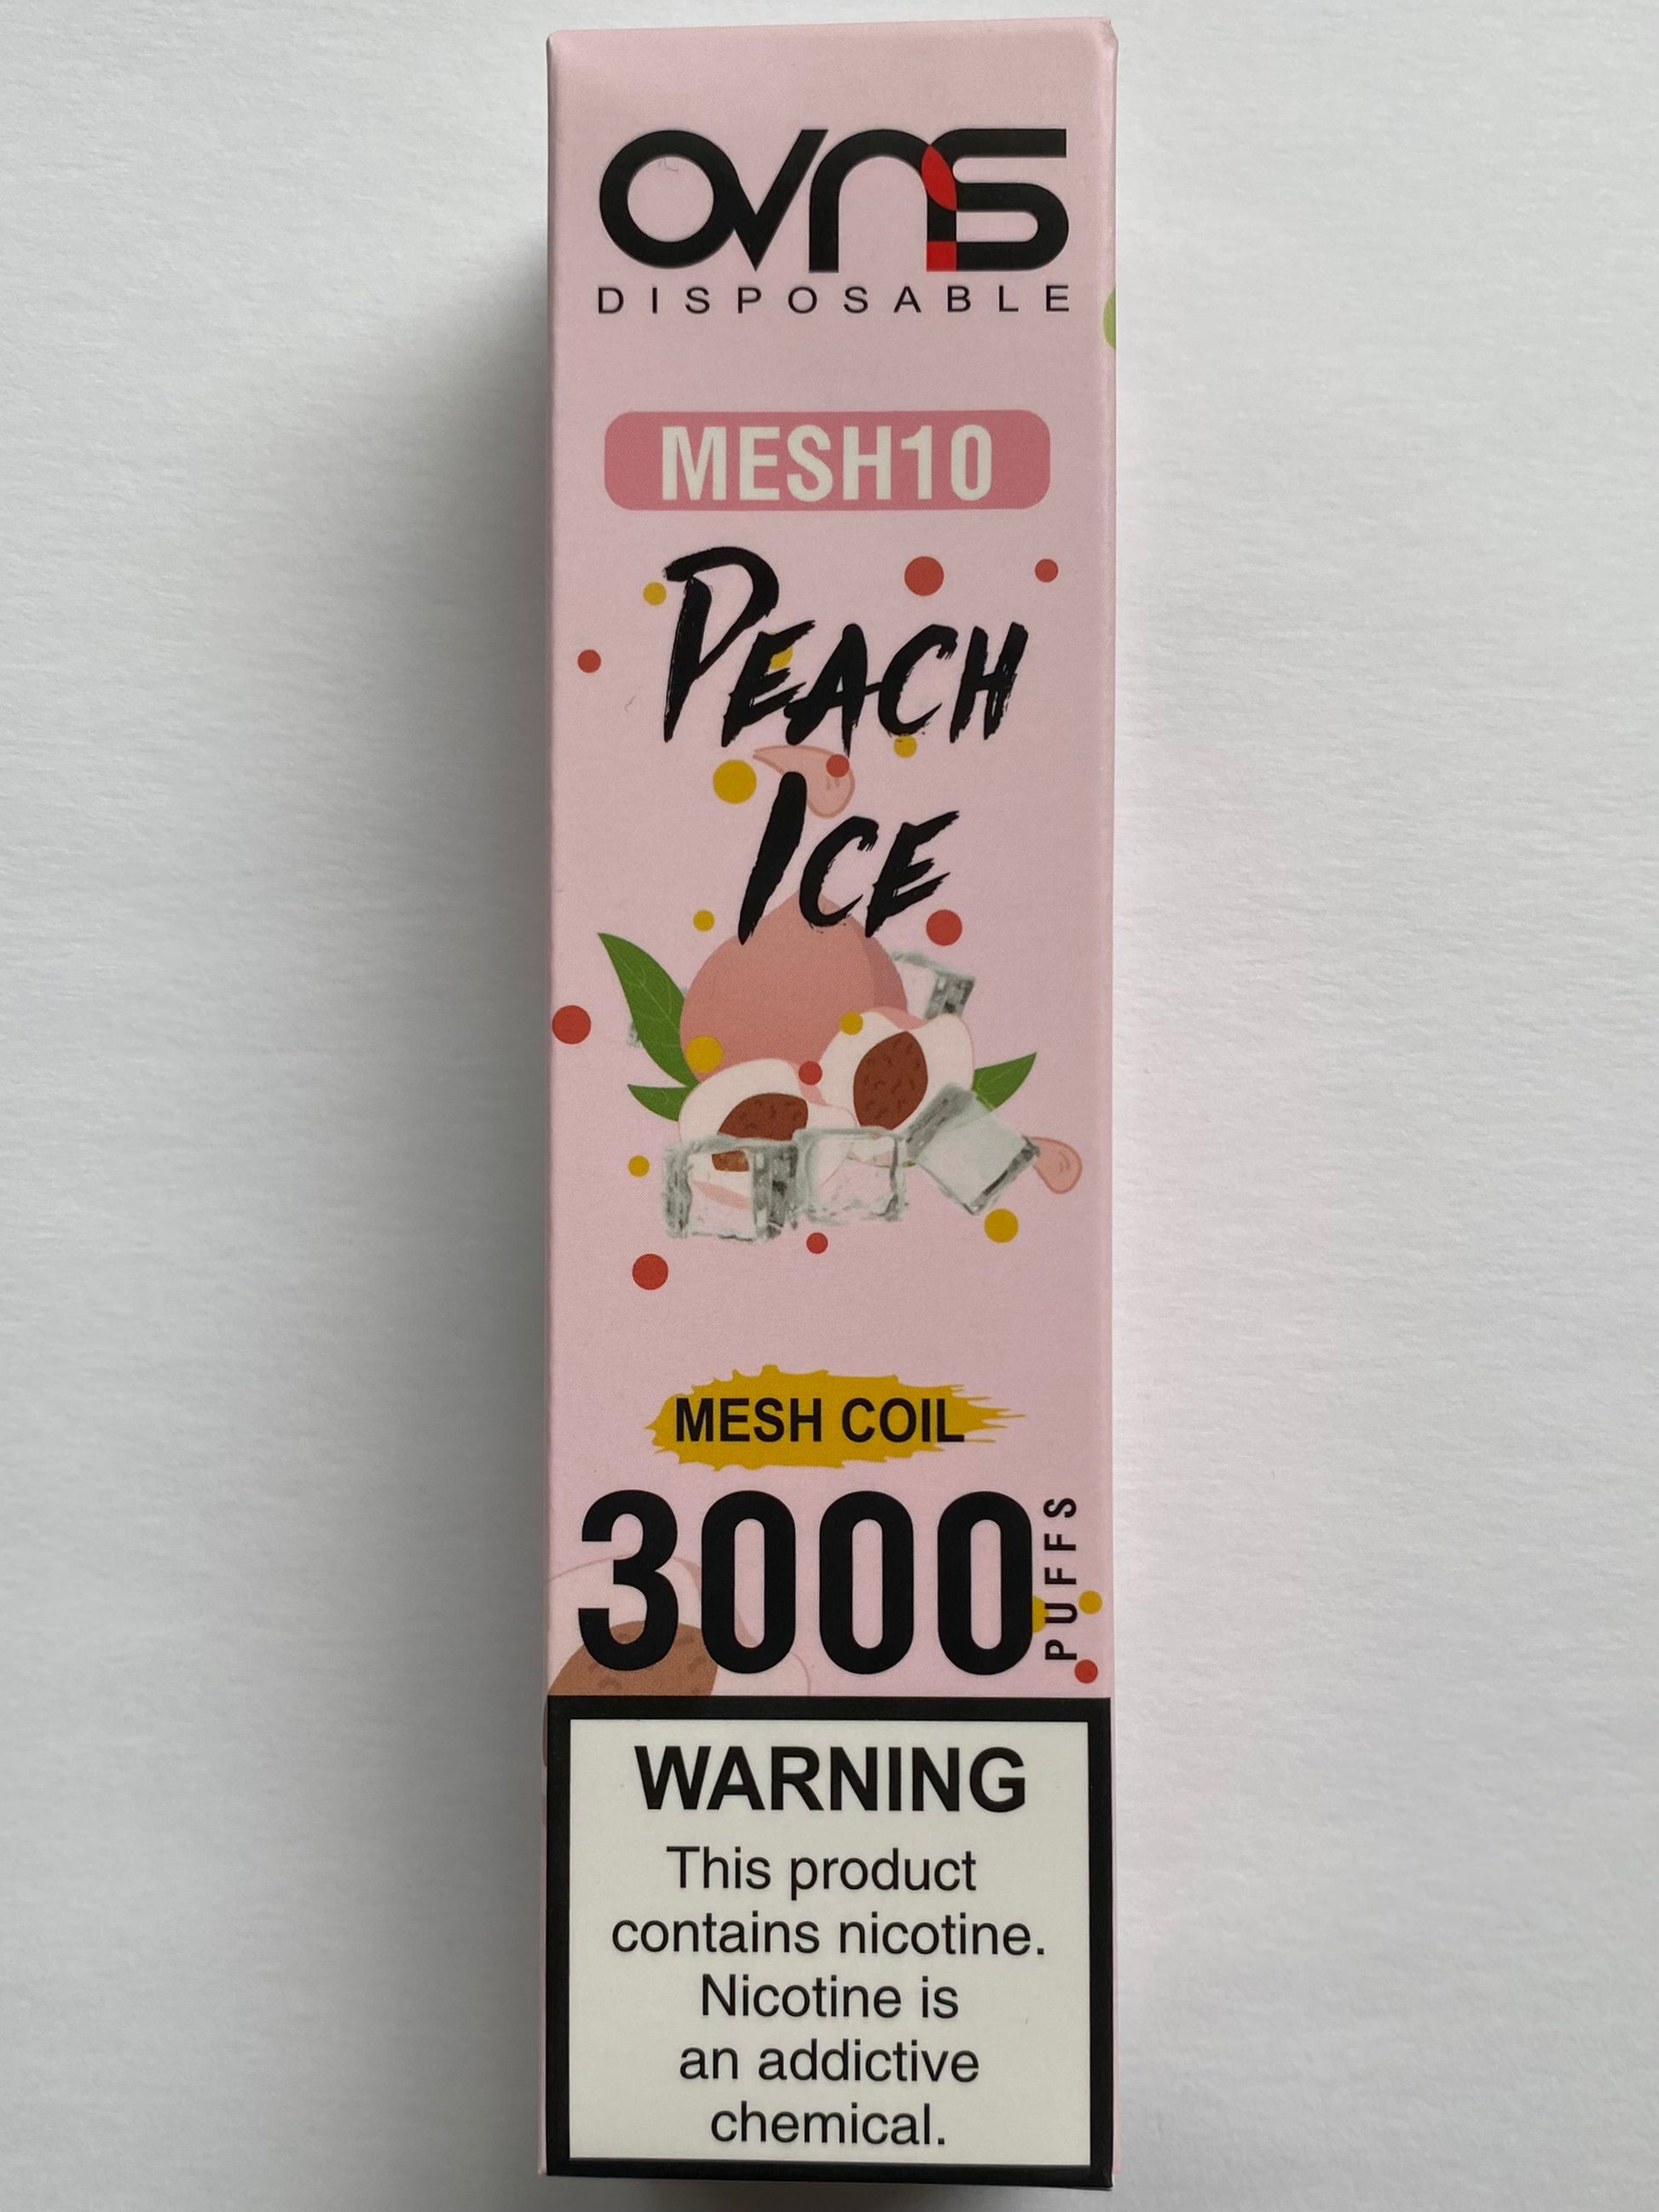 OVNS
DISPOSABLE
MESH10
PEACH
ICE
MESH COIL
3000 PUFFS
WARNING
This product
contains nicotine.
Nicotine is
an addictive
chemical.